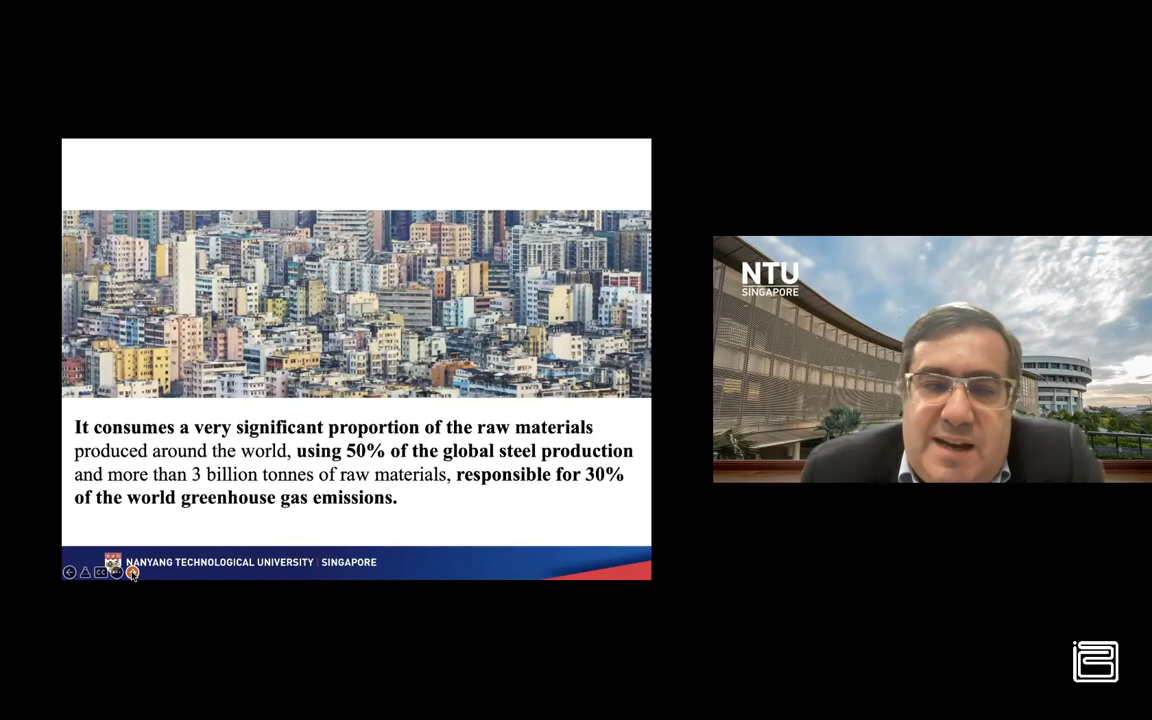 It consumes a very significant proportion of the raw materials
produced around the world, using 50% of the global steel production
and more than 3 billion tonnes of raw materials, responsible for 30%
of the world greenhouse gas emissions.
NANYANG TECHNOLOGICAL UNIVERSITY | SINGAPORE
CC
NTU
SINGAPORE